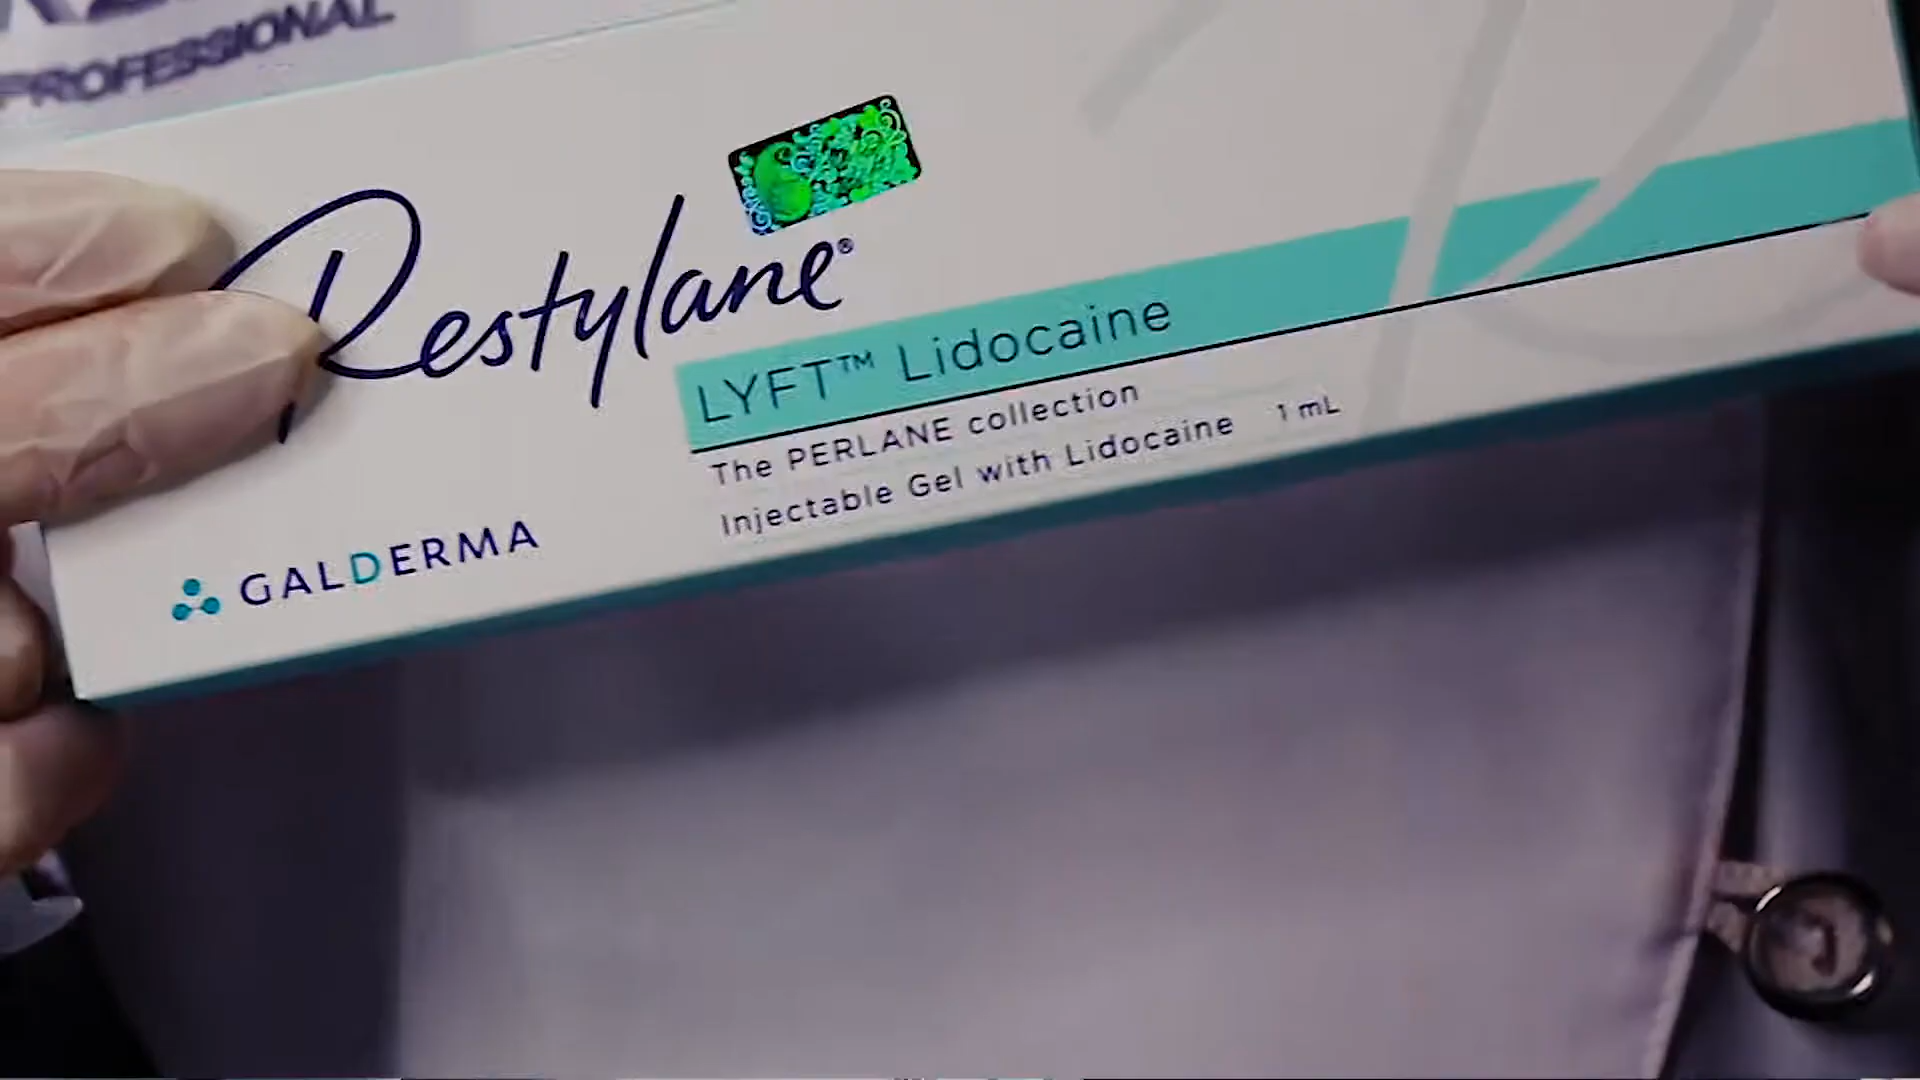 PROFESSIONAL
Restylane®
LYFT™ Lidocaine
The PERLANE collection
Injectable Gel with Lidocaine 1 mL
GALDERMA